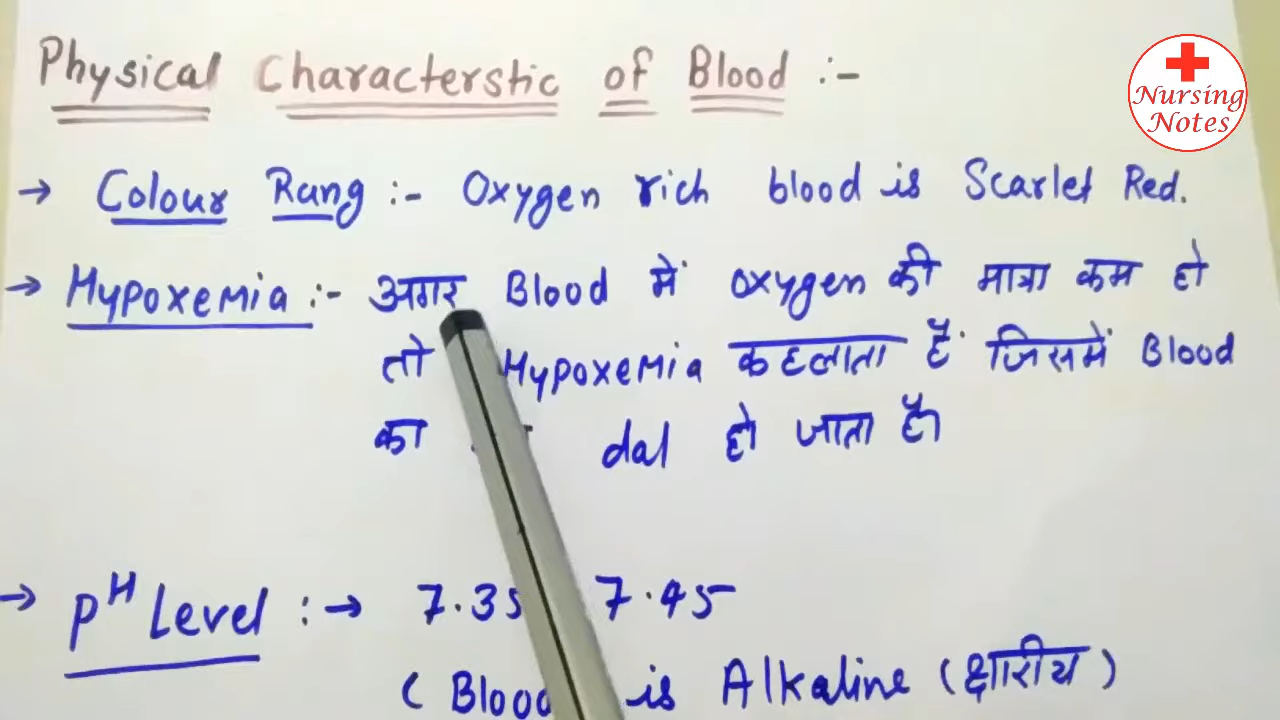 Physical Characterstic of Blood :-
Nursing
Notes
→ Colour Rang :- Oxygen rich blood is Scarlet Red.
→ Hypoxemia :- अगर Blood में Oxygen की मात्रा कम हो
तो Hypoxemia कहलाता हैं जिसमें Blood
का dal हो जाता है।
→ pH Level :→ 7.35 7.45
(Blood is Alkaline (क्षारीय)